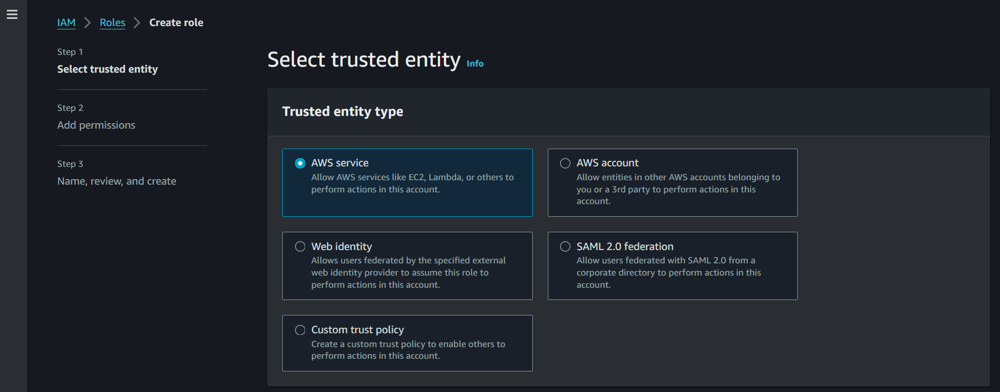 IAM > Roles > Create role
Step 1
Select trusted entity
Step 2
Add permissions
Step 3
Name, review, and create
Select trusted entity Info
Trusted entity type
AWS service
Allow AWS services like EC2, Lambda, or others to
perform actions in this account.
AWS account
Allow entities in other AWS accounts belonging to
you or a 3rd party to perform actions in this
account.
Web identity
Allows users federated by the specified external
web identity provider to assume this role to
perform actions in this account.
SAML 2.0 federation
Allow users federated with SAML 2.0 from a
corporate directory to perform actions in this
account.
Custom trust policy
Create a custom trust policy to enable others to
perform actions in this account.